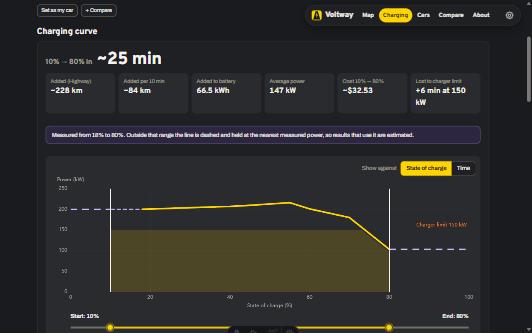 Set as my car
+ Compare
Voltway
Map
Charging
Cars
Compare
About
Charging curve
10% → 80% in ~25 min
Added (Highway)
~228 km
Added per 10 min
~84 km
Added to battery
66.5 kWh
Average power
147 kW
Cost 10% → 80%
~$32.53
Lost to charger limit
+6 min at 150
kW
Measured from 18% to 80%. Outside that range the line is dashed and held at the nearest measured power, so results that use it are estimated.
Show against
State of charge
Time
Power (kW)
250
200
150
100
50
0
Charger limit 150 kW
0
20
40
60
80
100
State of charge (%)
Start: 10%
End: 80%